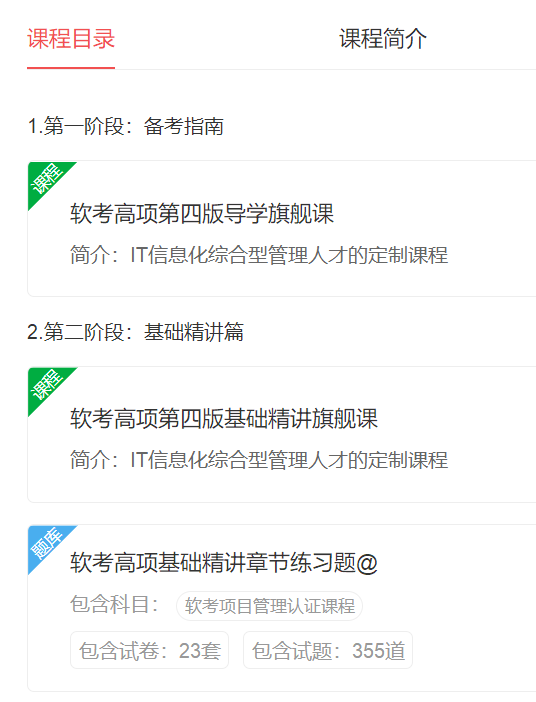 课程目录 课程简介
1.第一阶段：备考指南
课程
软考高项第四版导学旗舰课
简介：IT信息化综合型管理人才的定制课程
2.第二阶段：基础精讲篇
课程
软考高项第四版基础精讲旗舰课
简介：IT信息化综合型管理人才的定制课程
题库
软考高项基础精讲章节练习题@
包含科目： 软考项目管理认证课程
包含试卷：23套 包含试题：355道